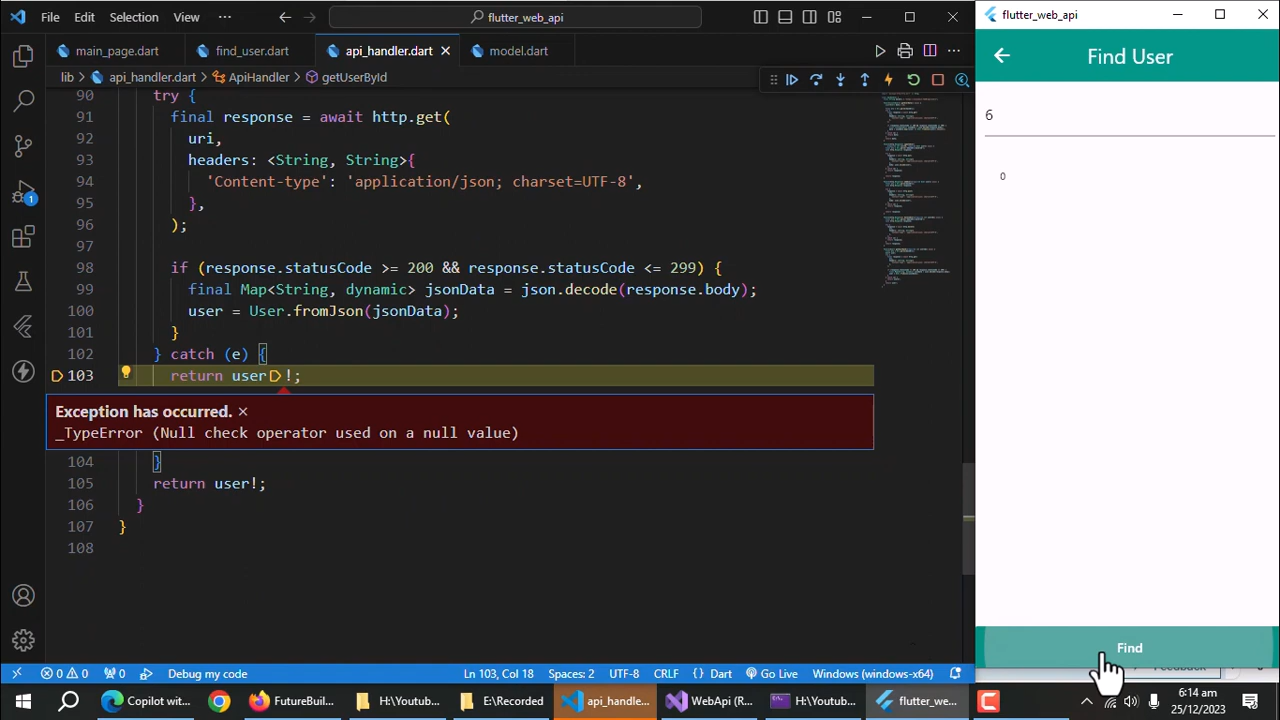 File Edit Selection View ··· flutter_web_api
main_page.dart find_user.dart api_handler.dart model.dart
lib > api_handler.dart > ApiHandler > getUserById
90 try {
91 final response = await http.get(
92 uri,
93 headers: <String, String>{
94 'content-type': 'application/json; charset=UTF-8',
95
96 );
97
98 if response.statusCode >= 200 && response.statusCode <= 299) {
99 final Map<String, dynamic> jsonData = json.decode(response.body);
100 user = User.fromJson(jsonData);
101 }
102 } catch (e) {
103 return user!;
Exception has occurred. ×
_TypeError (Null check operator used on a null value)
104 }
105 return user!;
106 }
107 }
108
1
0 0 0 Debug my code Ln 103, Col 18 Spaces: 2 UTF-8 CRLF {} Dart Go Live Windows (windows-x64)
flutter_web_api
Find User
6
0
Find
Feedback
Copilot wit... FutureBuil... H:\Youtub... E:\Record... api_handle... WebApi (R... H:\Youtub... flutter_we...
6:14 am
25/12/2023